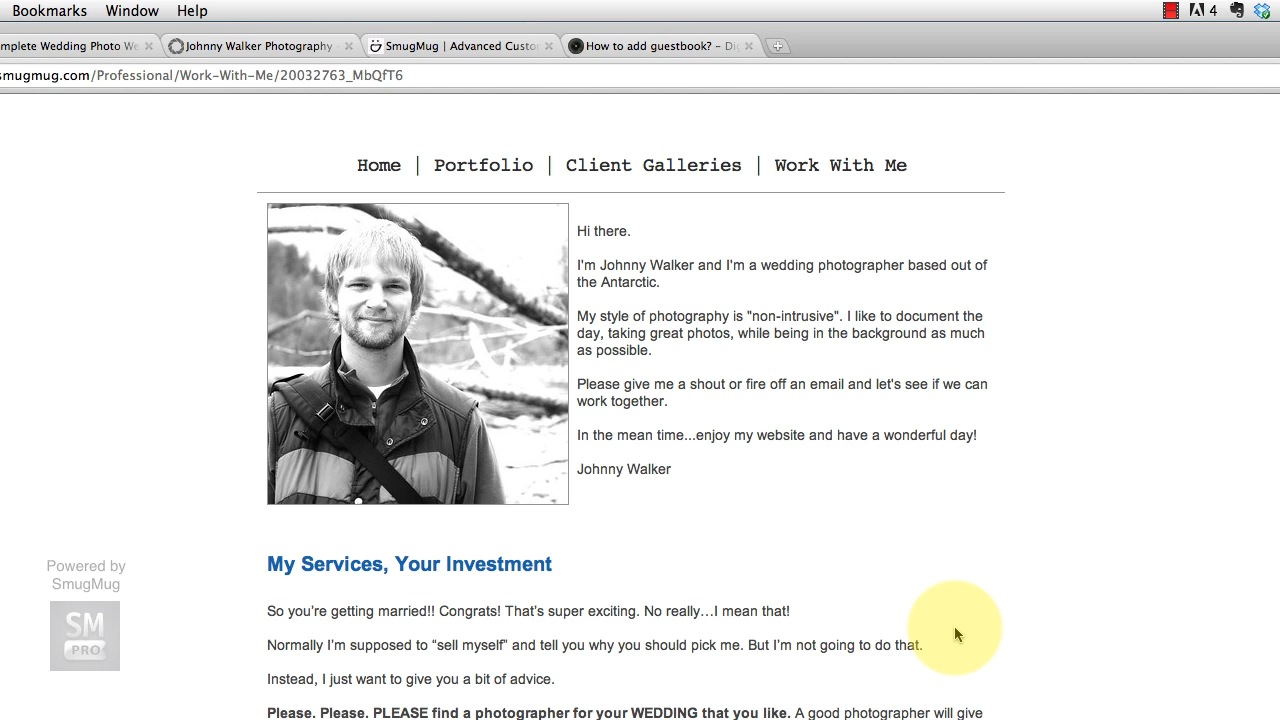 Bookmarks Window Help 4
mplete Wedding Photo We Johnny Walker Photography SmugMug | Advanced Custo How to add guestbook? – Di
smugmug.com/Professional/Work-With-Me/20032763_MbQfT6
Home | Portfolio | Client Galleries | Work With Me
Hi there.
I'm Johnny Walker and I'm a wedding photographer based out of
the Antarctic.
My style of photography is "non-intrusive". I like to document the
day, taking great photos, while being in the background as much
as possible.
Please give me a shout or fire off an email and let's see if we can
work together.
In the mean time...enjoy my website and have a wonderful day!
Johnny Walker
My Services, Your Investment
Powered by
SmugMug
SM
PRO
So you’re getting married!! Congrats! That’s super exciting. No really…I mean that!
Normally I’m supposed to “sell myself” and tell you why you should pick me. But I’m not going to do that.
Instead, I just want to give you a bit of advice.
Please. Please. PLEASE find a photographer for your WEDDING that you like. A good photographer will give